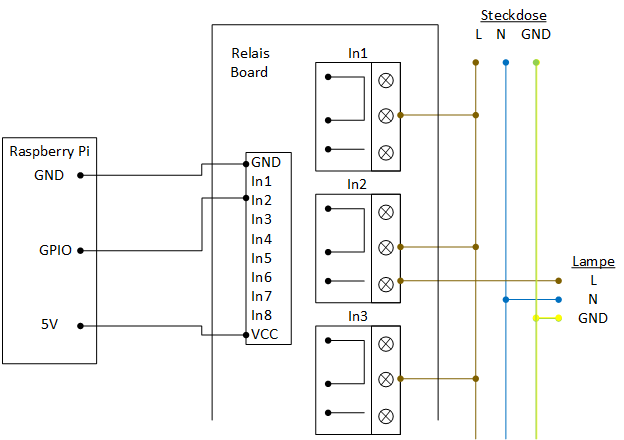 Steckdose
L N GND
Relais
Board
In1
Raspberry Pi
GND
GPIO
5V
GND
In1
In2
In3
In4
In5
In6
In7
In8
VCC
In2
In3
Lampe
L
N
GND